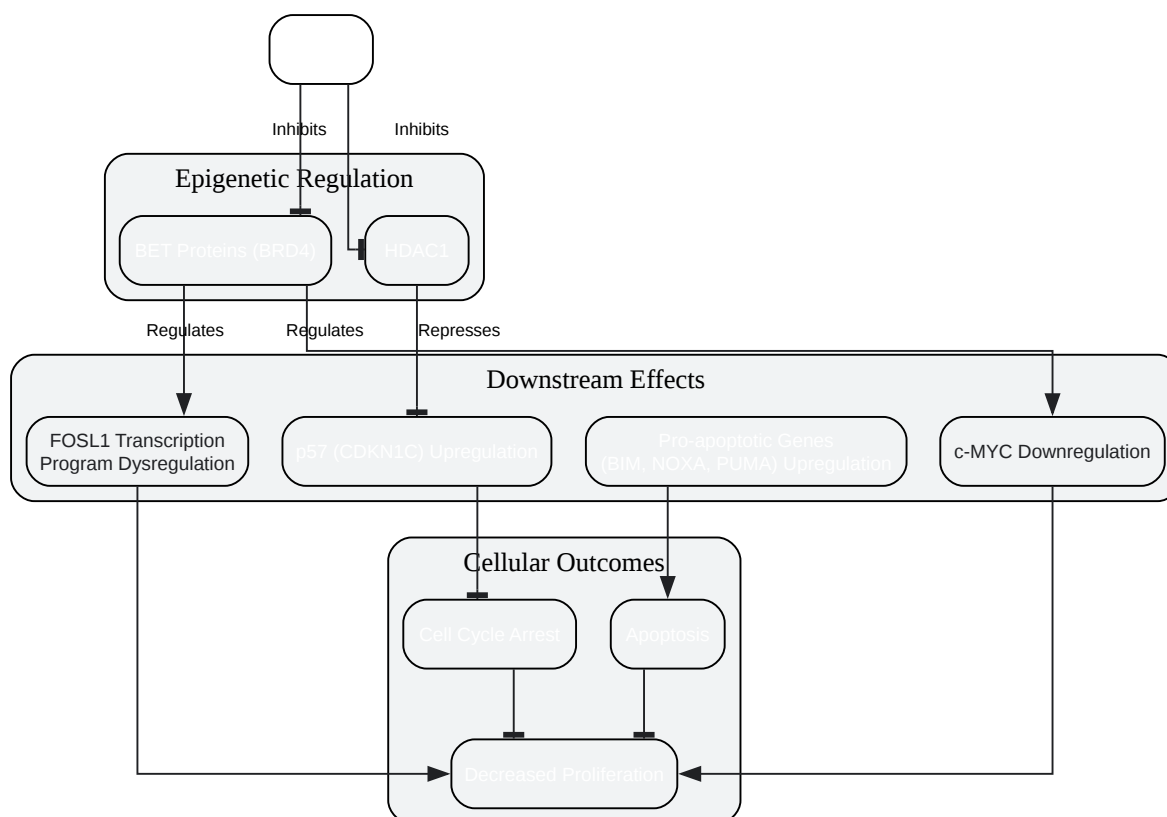 Inhibits
Inhibits
Epigenetic Regulation
BET Proteins (BRD4)
HDAC1
Regulates
Regulates
Represses
Downstream Effects
FOSL1 Transcription
Program Dysregulation
p57 (CDKN1C) Upregulation
Pro-apoptotic Genes
(BIM, NOXA, PUMA) Upregulation
c-MYC Downregulation
Cellular Outcomes
Cell Cycle Arrest
Apoptosis
Decreased Proliferation